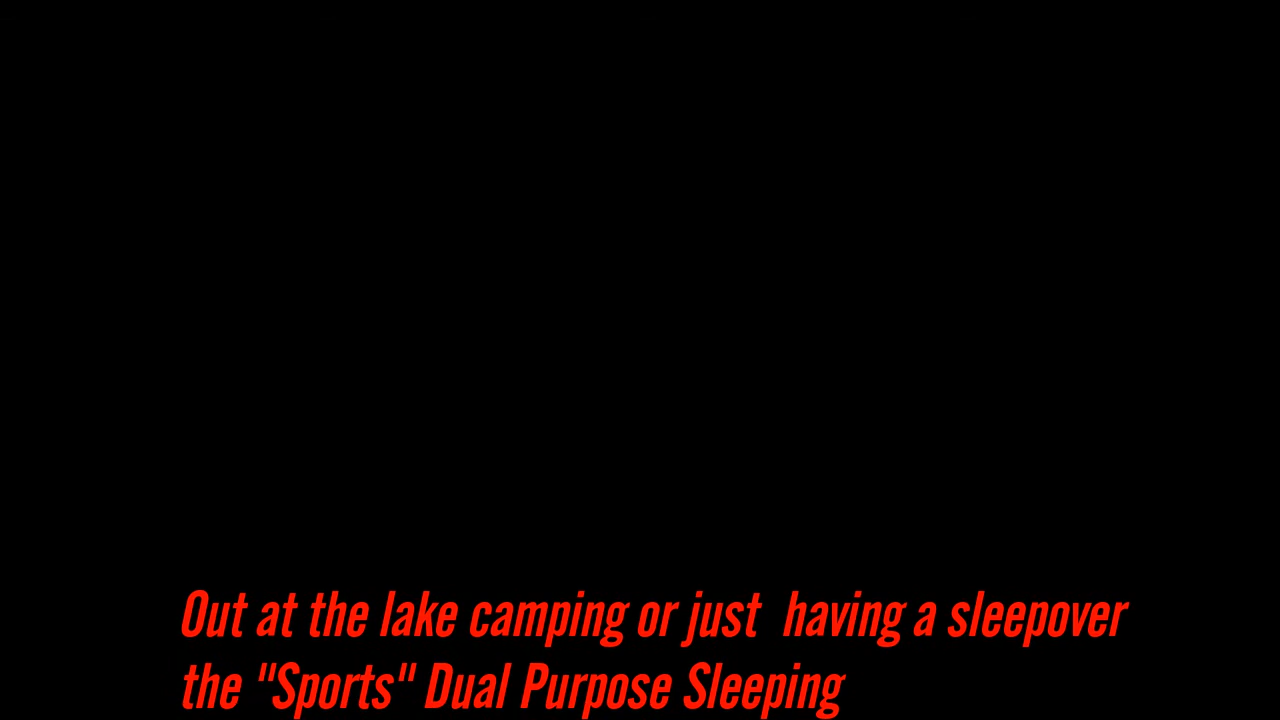 Out at the lake camping or just  having a sleepover
the "Sports" Dual Purpose Sleeping